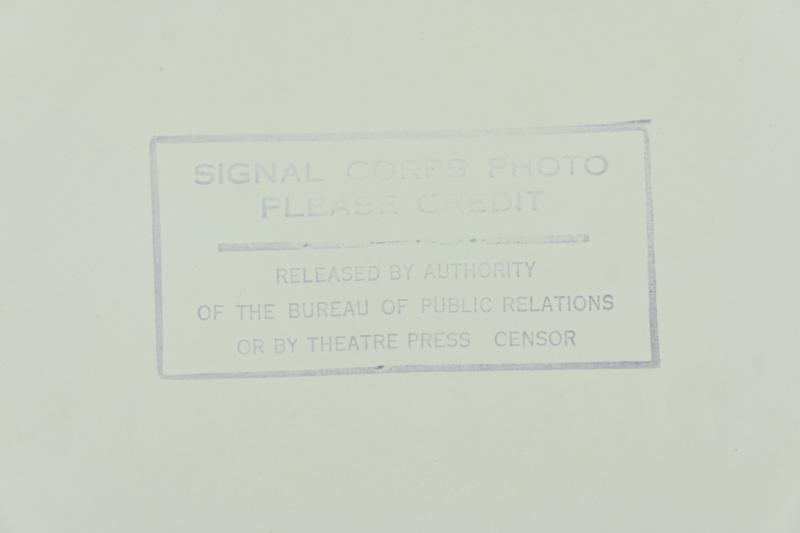 SIGNAL CORPS PHOTO
PLEASE CREDIT
RELEASED BY AUTHORITY
OF THE BUREAU OF PUBLIC RELATIONS
OR BY THEATRE PRESS CENSOR